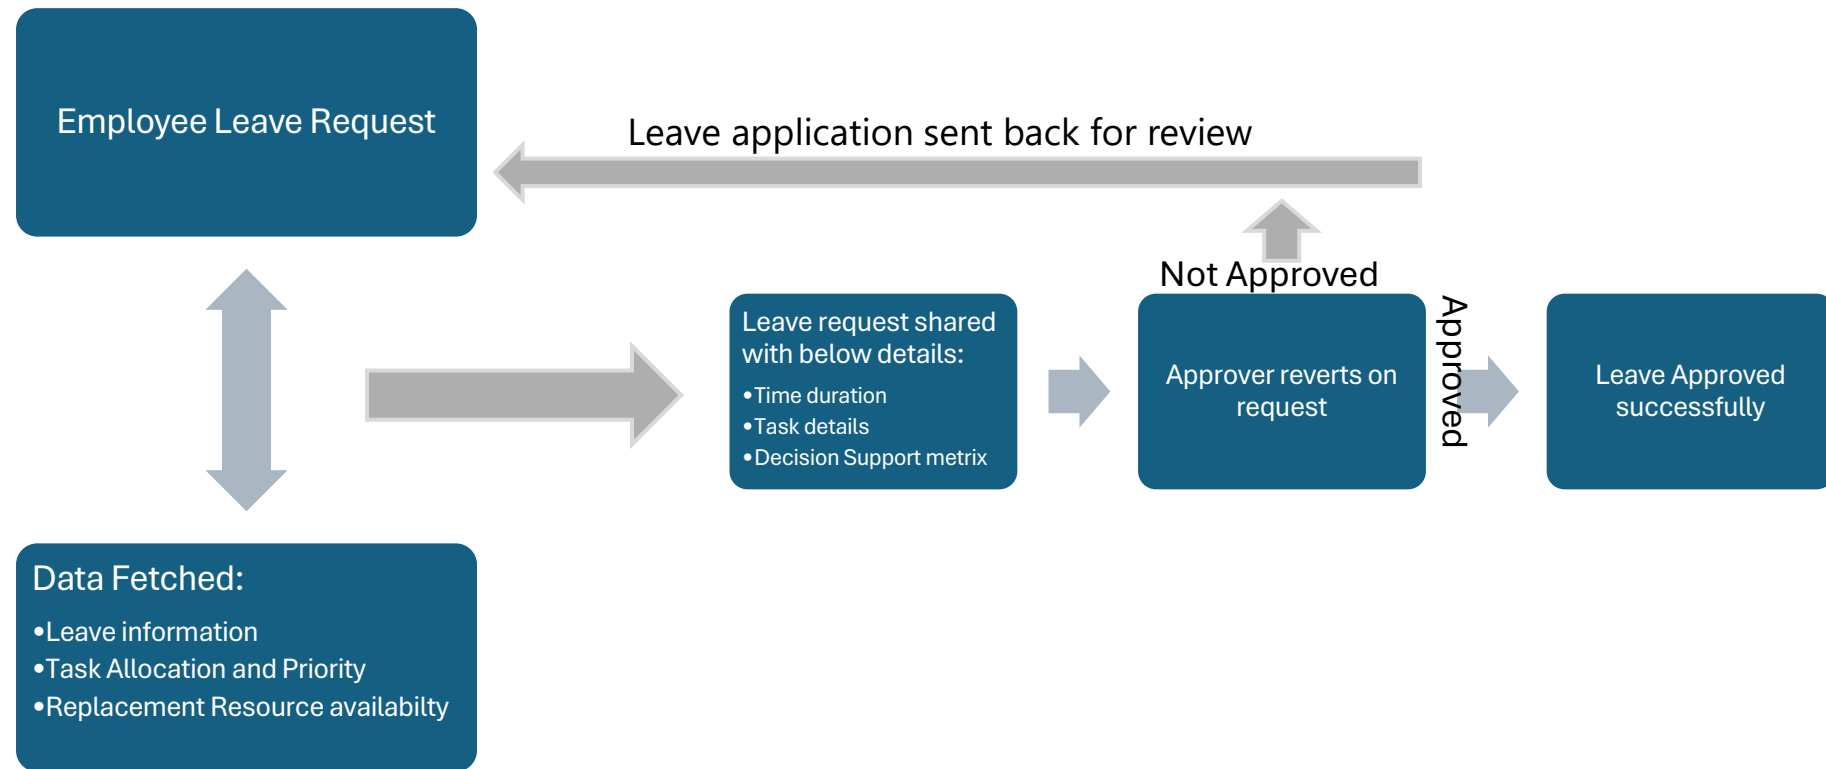 Employee Leave Request
Leave application sent back for review
Not Approved
Leave request shared
with below details:
•Time duration
•Task details
•Decision Support metrix
Approver reverts on
request
Approved
Leave Approved
successfully
Data Fetched:
•Leave information
•Task Allocation and Priority
•Replacement Resource availabilty